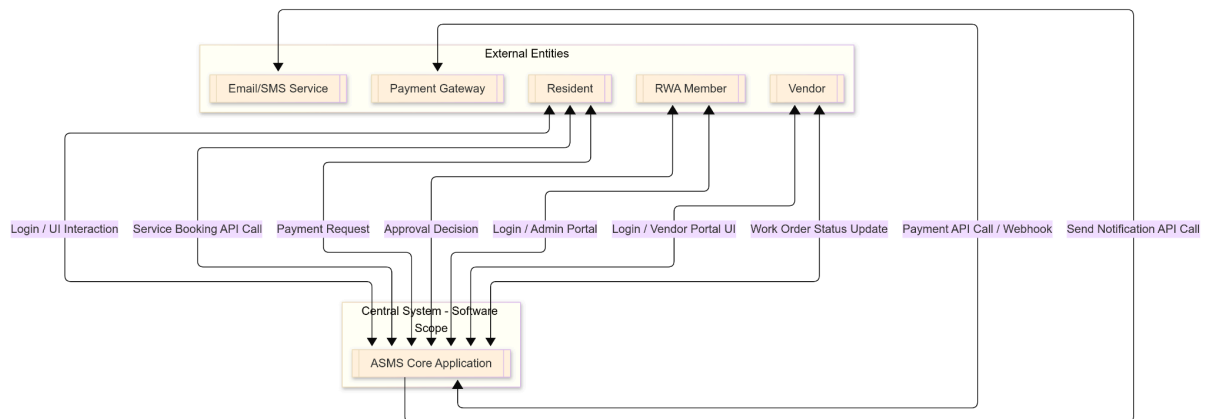 External Entities
Email/SMS Service
Payment Gateway
Resident
RWA Member
Vendor
Login / UI Interaction
Service Booking API Call
Payment Request
Approval Decision
Login / Admin Portal
Login / Vendor Portal UI
Work Order Status Update
Payment API Call / Webhook
Send Notification API Call
Central System - Software
Scope
ASMS Core Application